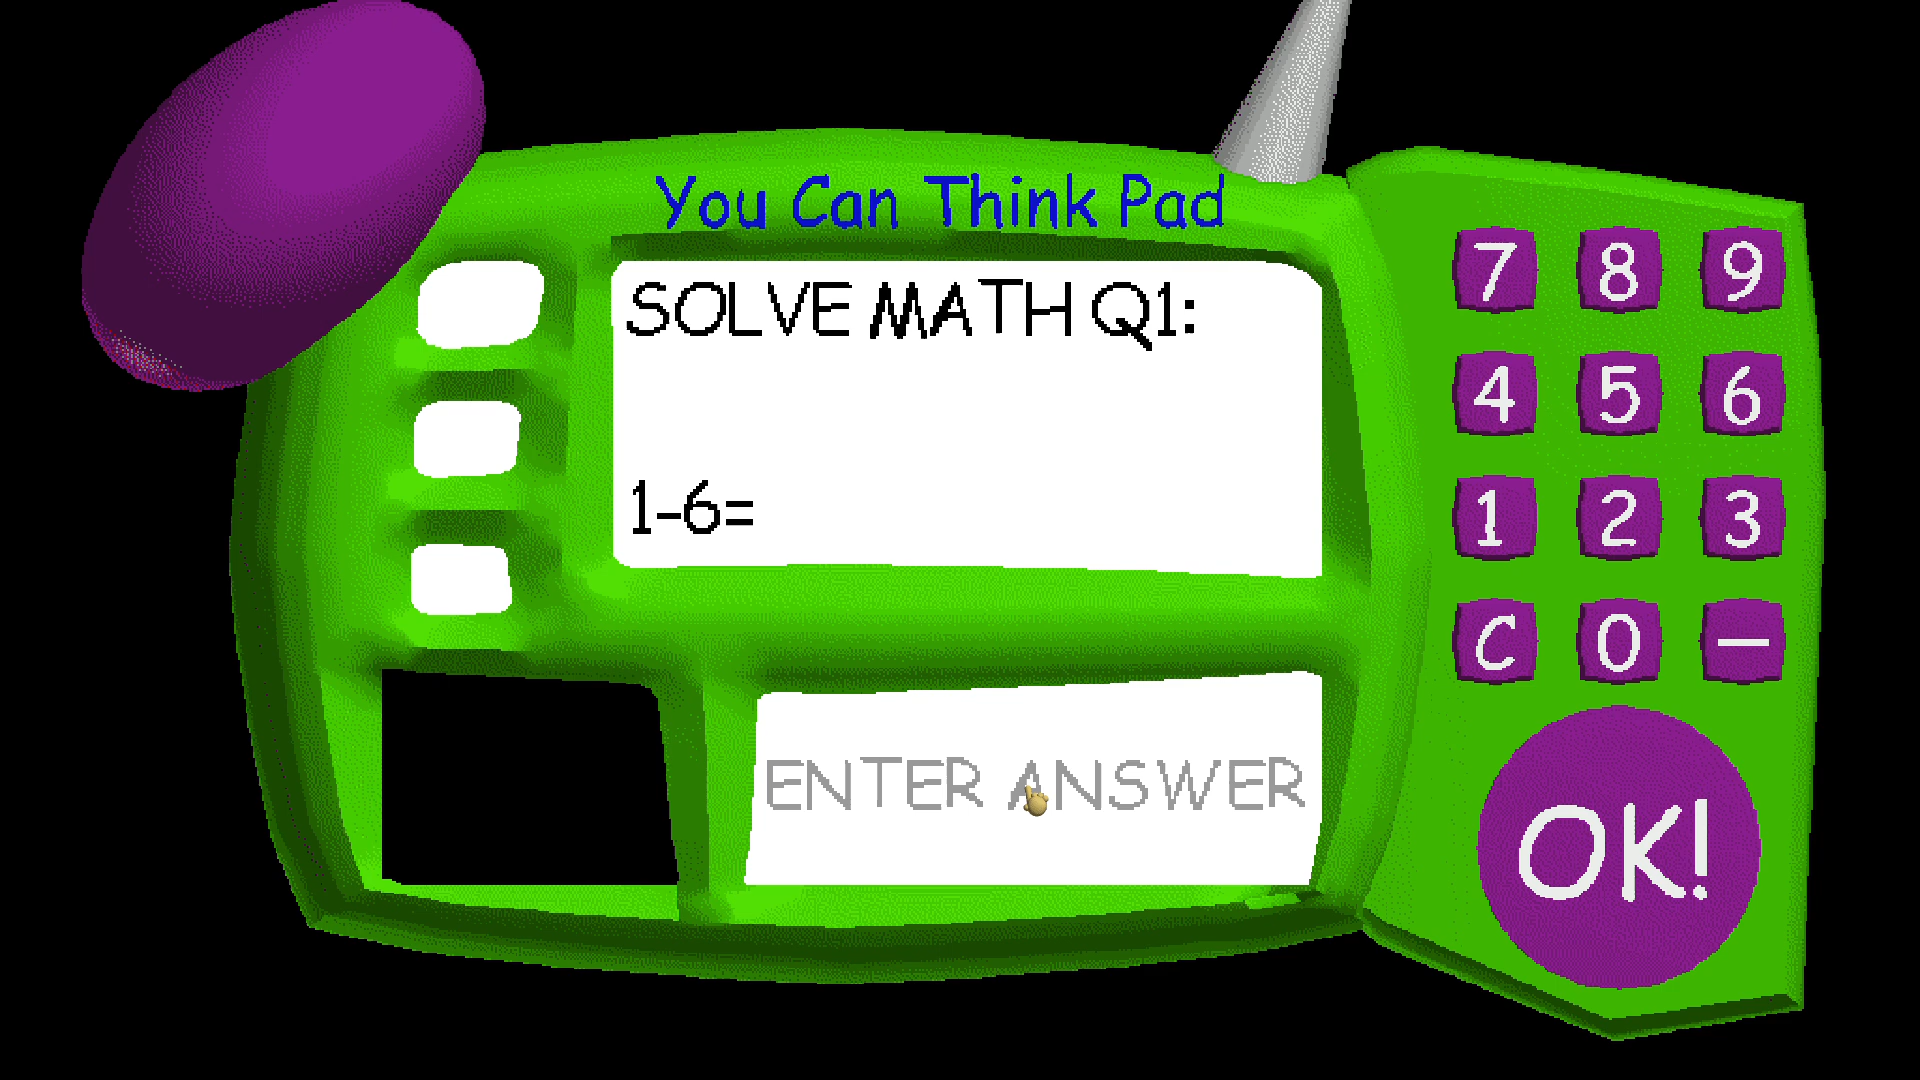 You Can Think Pad
SOLVE MATH Q1:
1-6=
ENTER ANSWER
7 8 9
4 5 6
1 2 3
C 0 —
OK!